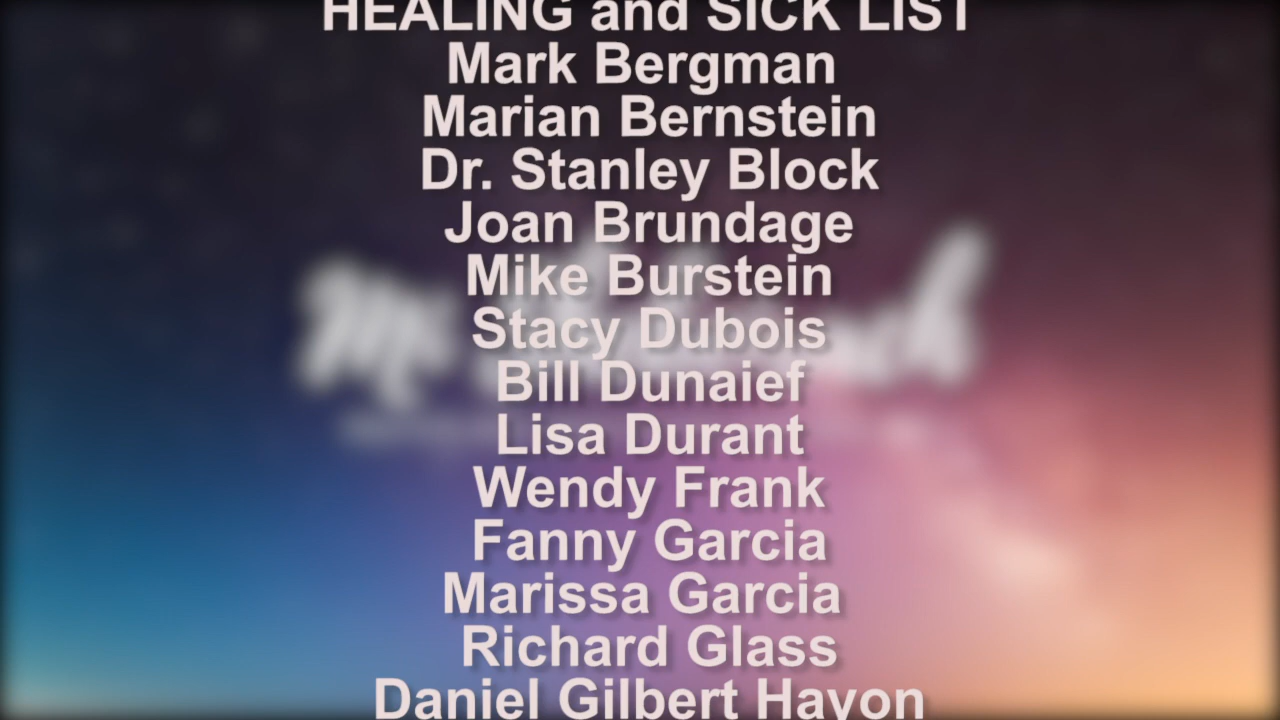 HEALING and SICK LIST
Mark Bergman
Marian Bernstein
Dr. Stanley Block
Joan Brundage
Mike Burstein
Stacy Dubois
Bill Dunaief
Lisa Durant
Wendy Frank
Fanny Garcia
Marissa Garcia
Richard Glass
Daniel Gilbert Hayon